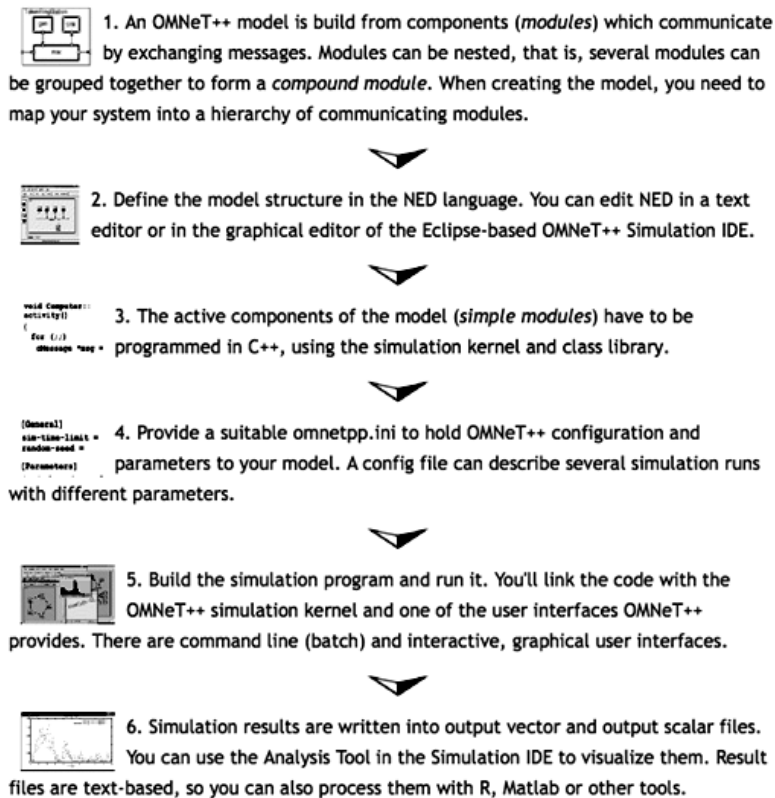 1. An OMNeT++ model is build from components (modules) which communicate
by exchanging messages. Modules can be nested, that is, several modules can
be grouped together to form a compound module. When creating the model, you need to
map your system into a hierarchy of communicating modules.
2. Define the model structure in the NED language. You can edit NED in a text
editor or in the graphical editor of the Eclipse-based OMNeT++ Simulation IDE.
void Computer::
activity()
{
for (;;)
cMessage *msg =
3. The active components of the model (simple modules) have to be
programmed in C++, using the simulation kernel and class library.
[General]
sim-time-limit =
random-seed =
[Parameters]
4. Provide a suitable omnetpp.ini to hold OMNeT++ configuration and
parameters to your model. A config file can describe several simulation runs
with different parameters.
5. Build the simulation program and run it. You'll link the code with the
OMNeT++ simulation kernel and one of the user interfaces OMNeT++
provides. There are command line (batch) and interactive, graphical user interfaces.
6. Simulation results are written into output vector and output scalar files.
You can use the Analysis Tool in the Simulation IDE to visualize them. Result
files are text-based, so you can also process them with R, Matlab or other tools.